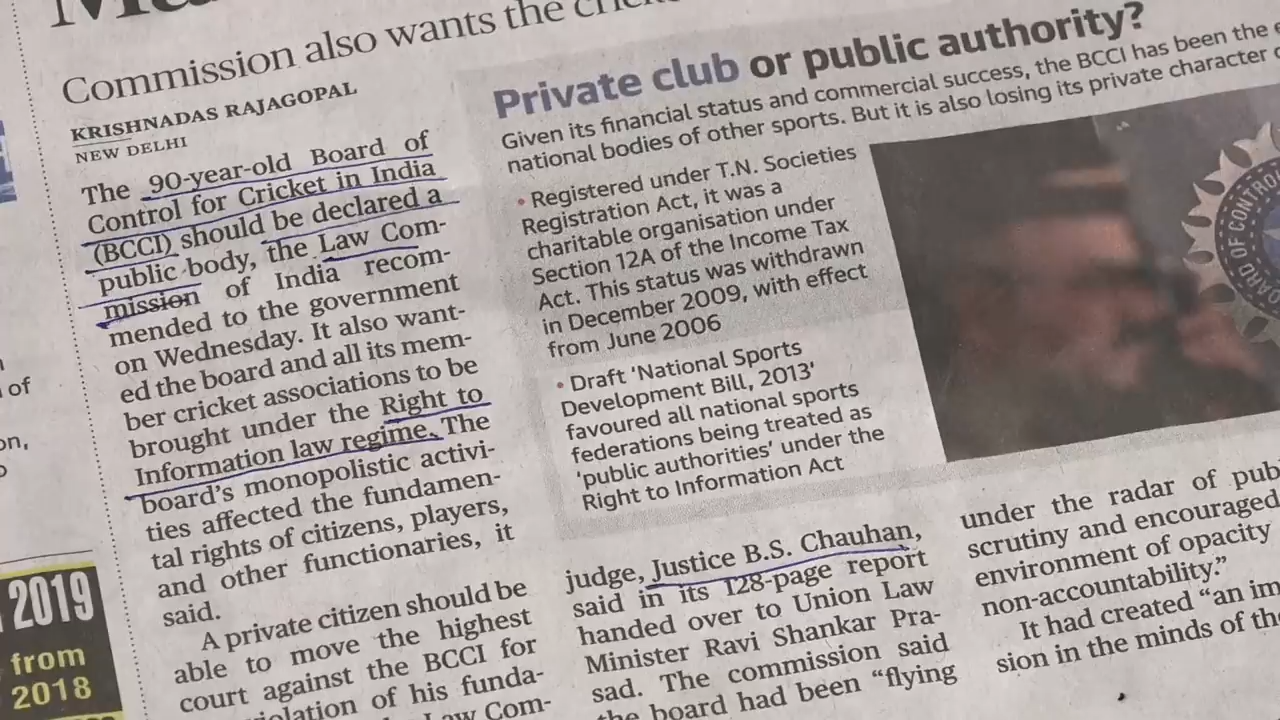 Commission also wants the
KRISHNADAS RAJAGOPAL
NEW DELHI
The 90-year-old Board of
Control for Cricket in India
(BCCI) should be declared a
public body, the Law Com-
mission of India recom-
mended to the government
on Wednesday. It also want-
ed the board and all its mem-
ber cricket associations to be
brought under the Right to
Information law regime. The
board's monopolistic activi-
ties affected the fundamen-
tal rights of citizens, players,
and other functionaries, it
said.
A private citizen should be
able to move the highest
court against the BCCI for
of his funda-
Law Com-
Private club or public authority?
Given its financial status and commercial success, the BCCI has been the
national bodies of other sports. But it is also losing its private character
• Registered under T.N. Societies
Registration Act, it was a
charitable organisation under
Section 12A of the Income Tax
Act. This status was withdrawn
in December 2009, with effect
from June 2006
• Draft 'National Sports
Development Bill, 2013'
favoured all national sports
federations being treated as
'public authorities' under the
Right to Information Act
BOARD OF CONTROL
judge, Justice B.S. Chauhan,
said in its 128-page report
handed over to Union Law
Minister Ravi Shankar Pra-
sad. The commission said
the board had been "flying
under the radar of
scrutiny and encouraged
environment of opacity
non-accountability."
It had created "an
sion in the minds of
of
2019
from
2018